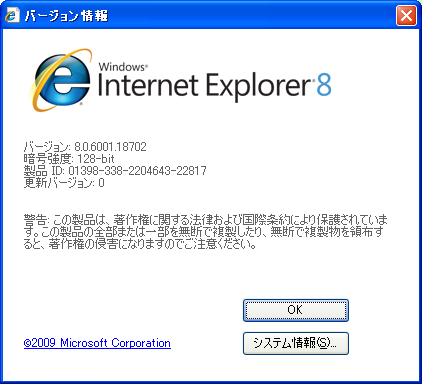 バージョン情報
Windows®
Internet Explorer 8
バージョン: 8.0.6001.18702
暗号強度: 128-bit
製品 ID: 01398-338-2204643-22817
更新バージョン: 0
警告: この製品は、著作権に関する法律および国際条約により保護されていま
す。この製品の全部または一部を無断で複製したり、無断で複製物を頒布す
ると、著作権の侵害になりますのでご注意ください。
OK
©2009 Microsoft Corporation
システム情報(S)...